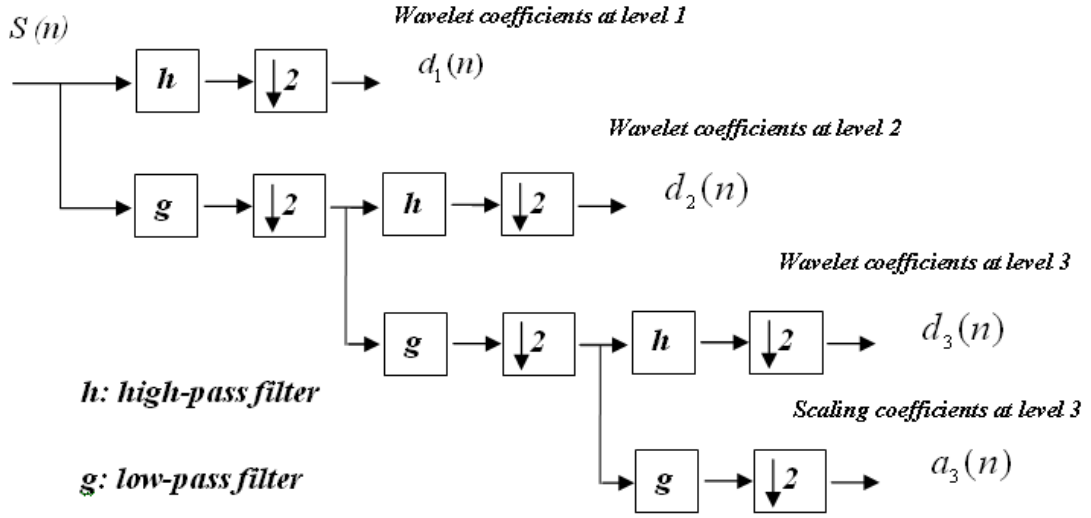 S(n)
Wavelet coefficients at level 1
h
↓2
d₁(n)
Wavelet coefficients at level 2
g
↓2
h
↓2
d₂(n)
Wavelet coefficients at level 3
g
↓2
h
↓2
d₃(n)
h: high-pass filter
Scaling coefficients at level 3
g
↓2
a₃(n)
g: low-pass filter